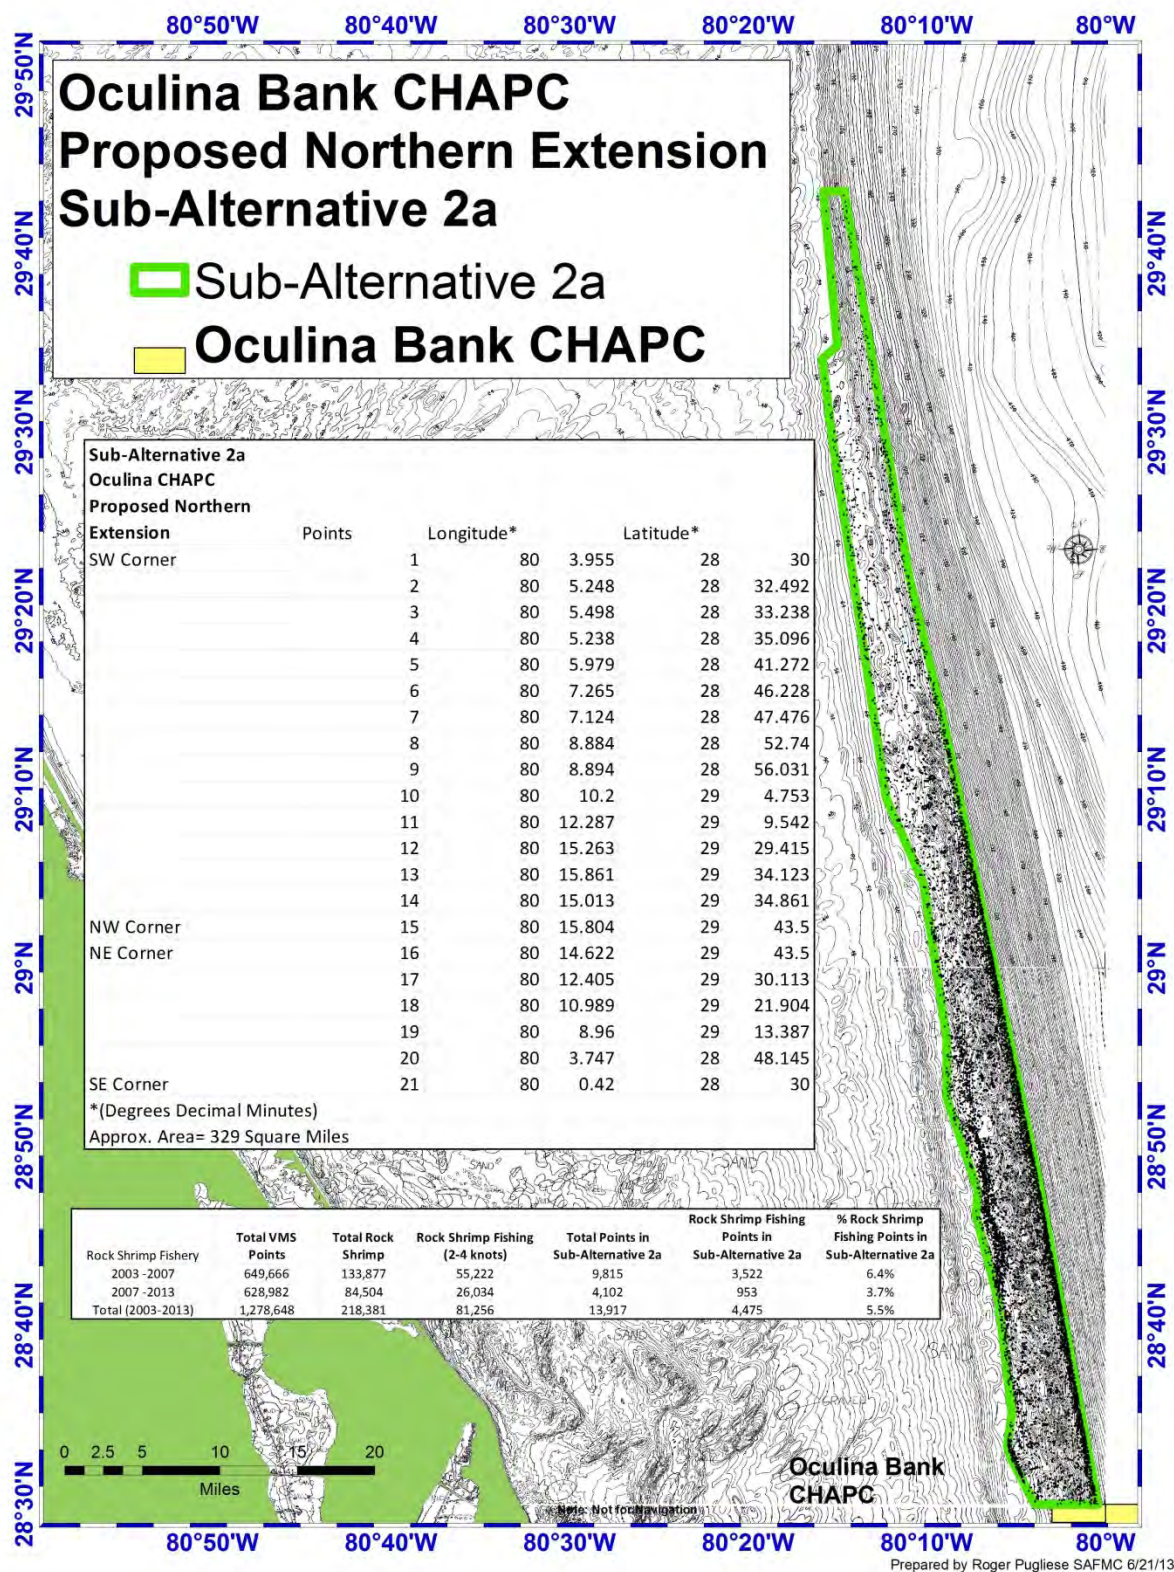 80°50'W 80°40'W 80°30'W 80°20'W 80°10'W 80°W
29°50'N
29°40'N
29°30'N
29°20'N
29°10'N
29°N
28°50'N
28°40'N
28°30'N
Oculina Bank CHAPC
Proposed Northern Extension
Sub-Alternative 2a
Sub-Alternative 2a
Oculina Bank CHAPC
29°50'N
29°40'N
29°30'N
29°20'N
29°10'N
29°N
28°50'N
28°40'N
28°30'N
Sub-Alternative 2a
Oculina CHAPC
Proposed Northern
Extension Points Longitude* Latitude*
SW Corner 1 80 3.955 28 30
2 80 5.248 28 32.492
3 80 5.498 28 33.238
4 80 5.238 28 35.096
5 80 5.979 28 41.272
6 80 7.265 28 46.228
7 80 7.124 28 47.476
8 80 8.884 28 52.74
9 80 8.894 28 56.031
10 80 10.2 29 4.753
11 80 12.287 29 9.542
12 80 15.263 29 29.415
13 80 15.861 29 34.123
14 80 15.013 29 34.861
NW Corner 15 80 15.804 29 43.5
NE Corner 16 80 14.622 29 43.5
17 80 12.405 29 30.113
18 80 10.989 29 21.904
19 80 8.96 29 13.387
20 80 3.747 28 48.145
SE Corner 21 80 0.42 28 30
*(Degrees Decimal Minutes)
Approx. Area= 329 Square Miles
SAND
SAND
Rock Shrimp Fishery Total VMS Points Total Rock Shrimp Rock Shrimp Fishing (2-4 knots) Total Points in Sub-Alternative 2a Rock Shrimp Fishing Points in Sub-Alternative 2a % Rock Shrimp Fishing Points in Sub-Alternative 2a
2003 -2007 649,666 133,877 55,222 9,815 3,522 6.4%
2007 -2013 628,982 84,504 26,034 4,102 953 3.7%
Total (2003-2013) 1,278,648 218,381 81,256 13,917 4,475 5.5%
SAND
SAND
GRAVEL
0 2.5 5 10 15 20
Miles
Oculina Bank
CHAPC
Note: Not for Navigation
80°50'W 80°40'W 80°30'W 80°20'W 80°10'W 80°W
Prepared by Roger Pugliese SAFMC 6/21/13